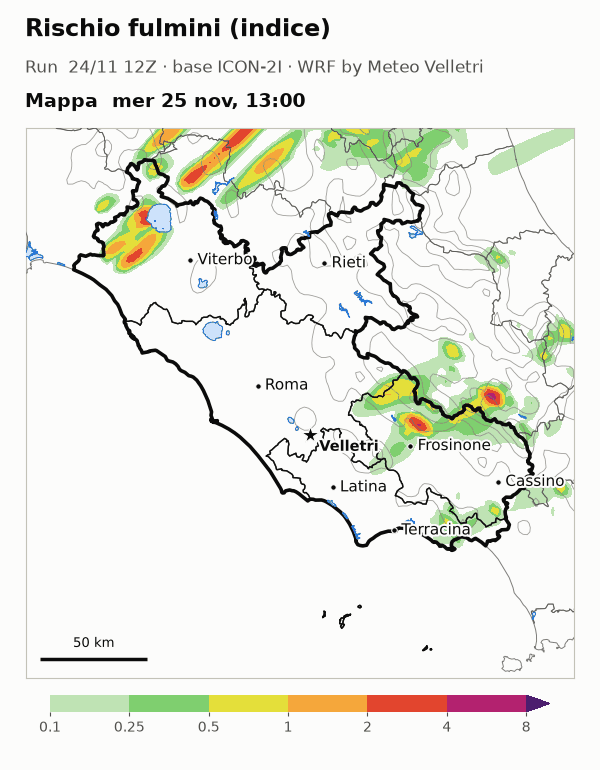 Rischio fulmini (indice)
Run  24/11 12Z · base ICON-2I · WRF by Meteo Velletri
Mappa  mer 25 nov, 13:00
Viterbo
Rieti
Roma
Velletri
Frosinone
Cassino
Latina
Terracina
50 km
0.1 0.25 0.5 1 2 4 8